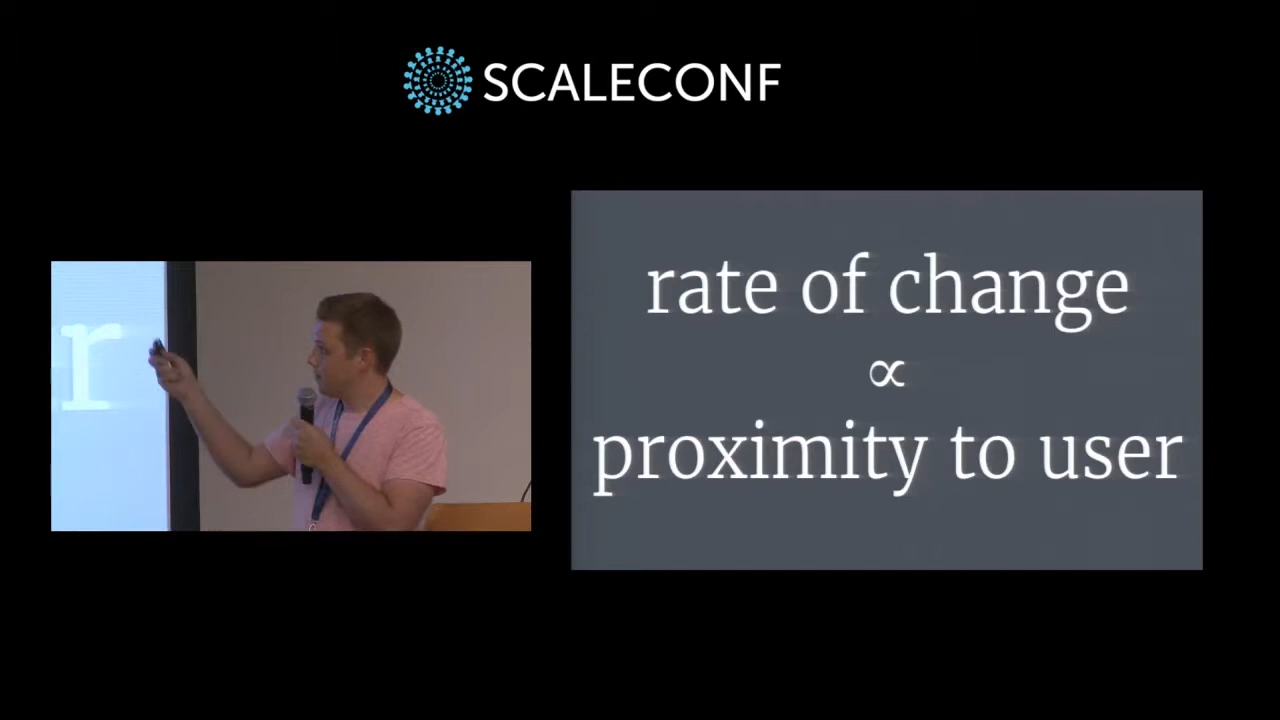 SCALECONF
rate of change
∝
proximity to user
r